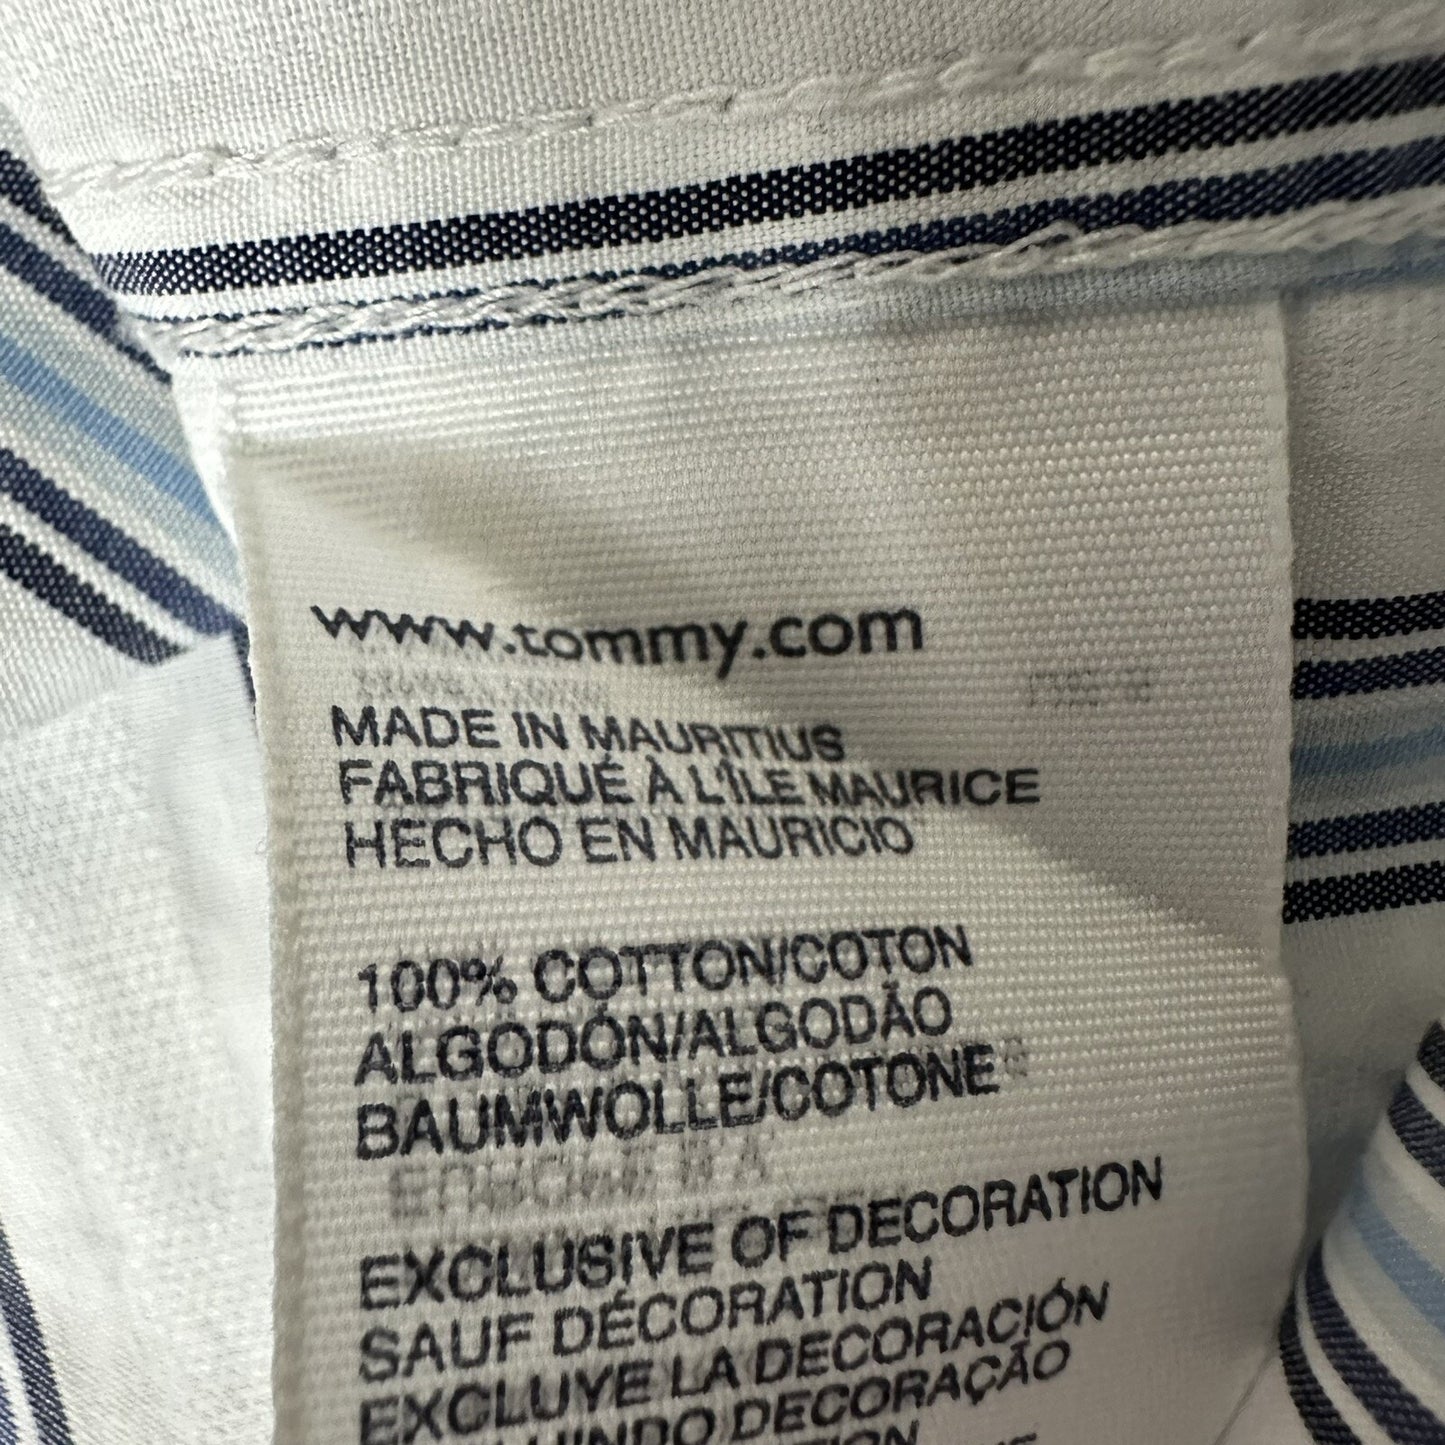 www.tommy.com
MADE IN MAURITIUS
FABRIQUÉ À L'ÎLE MAURICE
HECHO EN MAURICIO
100% COTTON/COTON
ALGODÓN/ALGODÃO
BAUMWOLLE/COTONE
EXCLUSIVE OF DECORATION
SAUF DÉCORATION
EXCLUYE LA DECORACIÓN
DECORAÇÃO